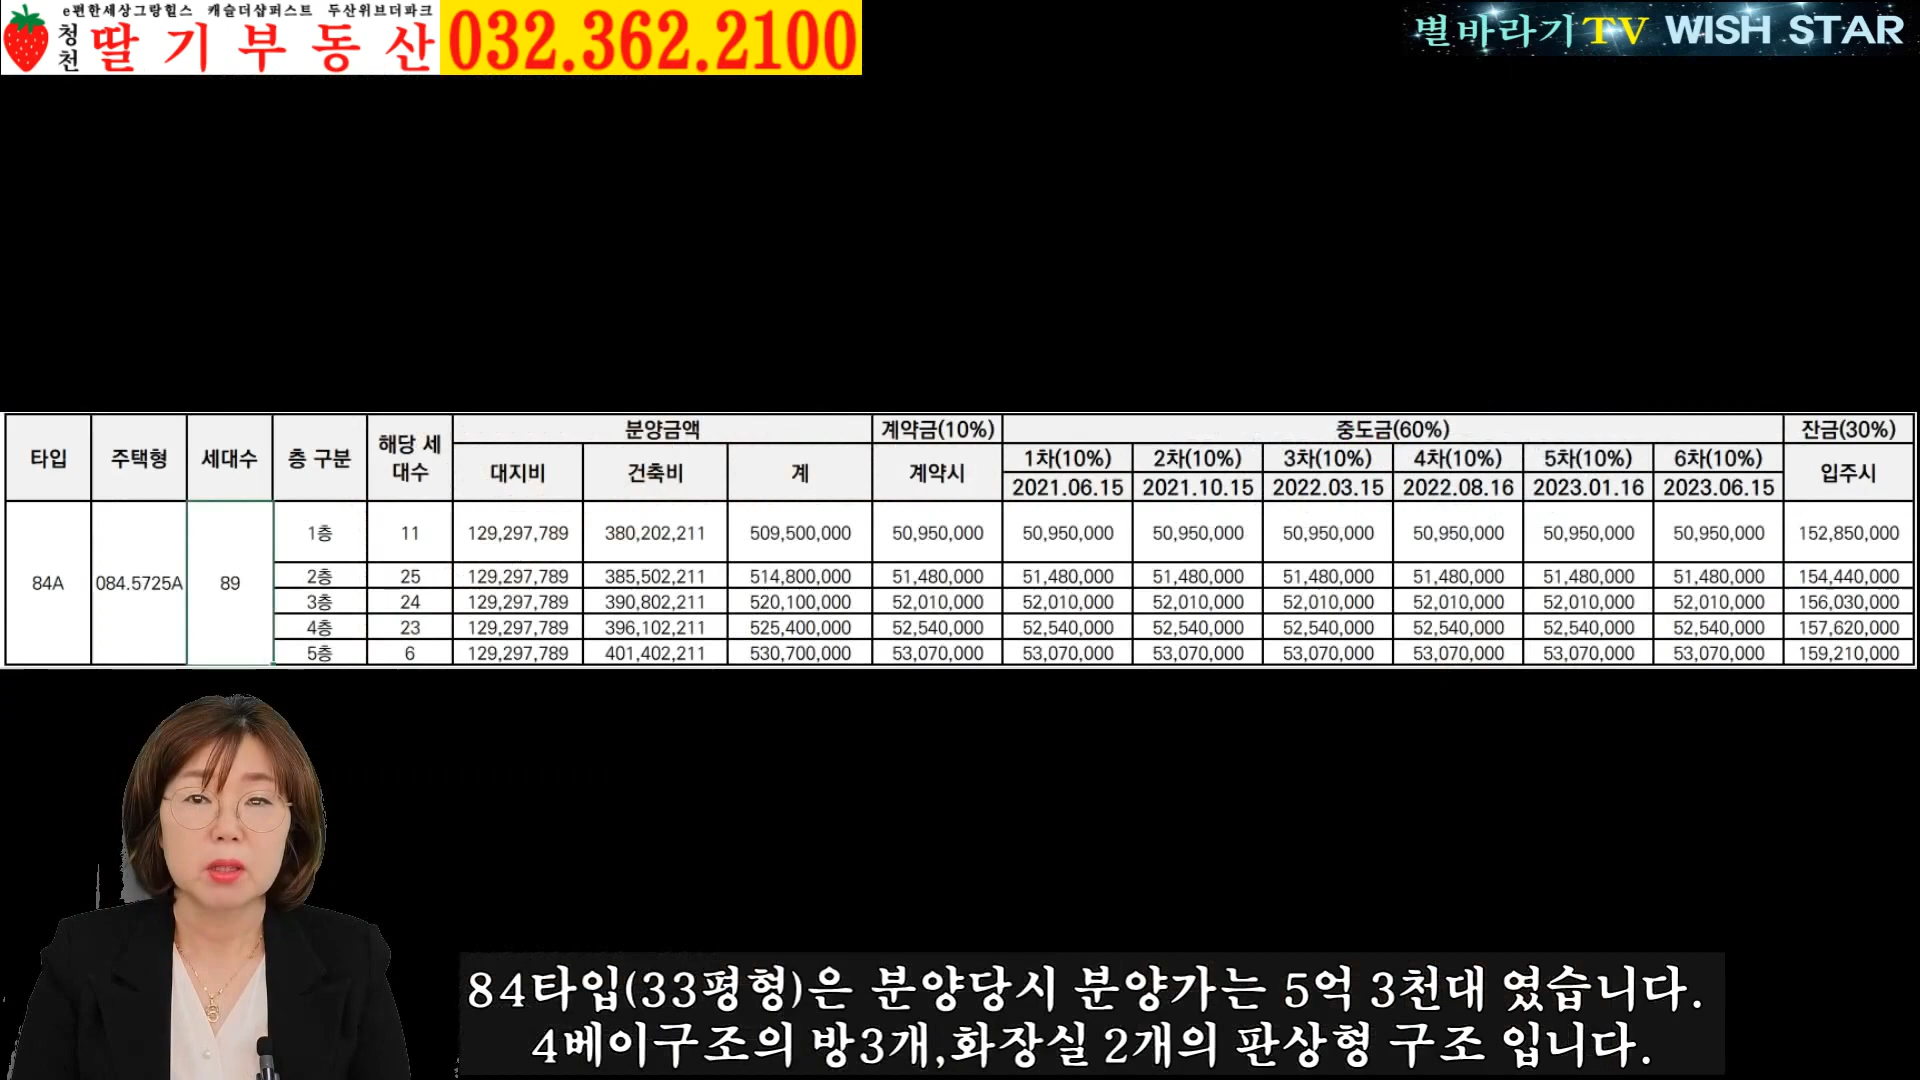 e편한세상그랑힐스 캐슬더샵퍼스트 두산위브더파크
청천 딸기부동산 032.362.2100
별바라기TV WISH STAR
타입 주택형 세대수 층 구분 해당 세대수 분양금액 계약금(10%) 중도금(60%) 잔금(30%)
대지비 건축비 계 계약시 1차(10%) 2차(10%) 3차(10%) 4차(10%) 5차(10%) 6차(10%) 입주시
2021.06.15 2021.10.15 2022.03.15 2022.08.16 2023.01.16 2023.06.15
84A 084.5725A 89
1층 11 129,297,789 380,202,211 509,500,000 50,950,000 50,950,000 50,950,000 50,950,000 50,950,000 50,950,000 50,950,000 152,850,000
2층 25 129,297,789 385,502,211 514,800,000 51,480,000 51,480,000 51,480,000 51,480,000 51,480,000 51,480,000 51,480,000 154,440,000
3층 24 129,297,789 390,802,211 520,100,000 52,010,000 52,010,000 52,010,000 52,010,000 52,010,000 52,010,000 52,010,000 156,030,000
4층 23 129,297,789 396,102,211 525,400,000 52,540,000 52,540,000 52,540,000 52,540,000 52,540,000 52,540,000 52,540,000 157,620,000
5층 6 129,297,789 401,402,211 530,700,000 53,070,000 53,070,000 53,070,000 53,070,000 53,070,000 53,070,000 53,070,000 159,210,000
84타입(33평형)은 분양당시 분양가는 5억 3천대 였습니다.
4베이구조의 방3개,화장실 2개의 판상형 구조 입니다.